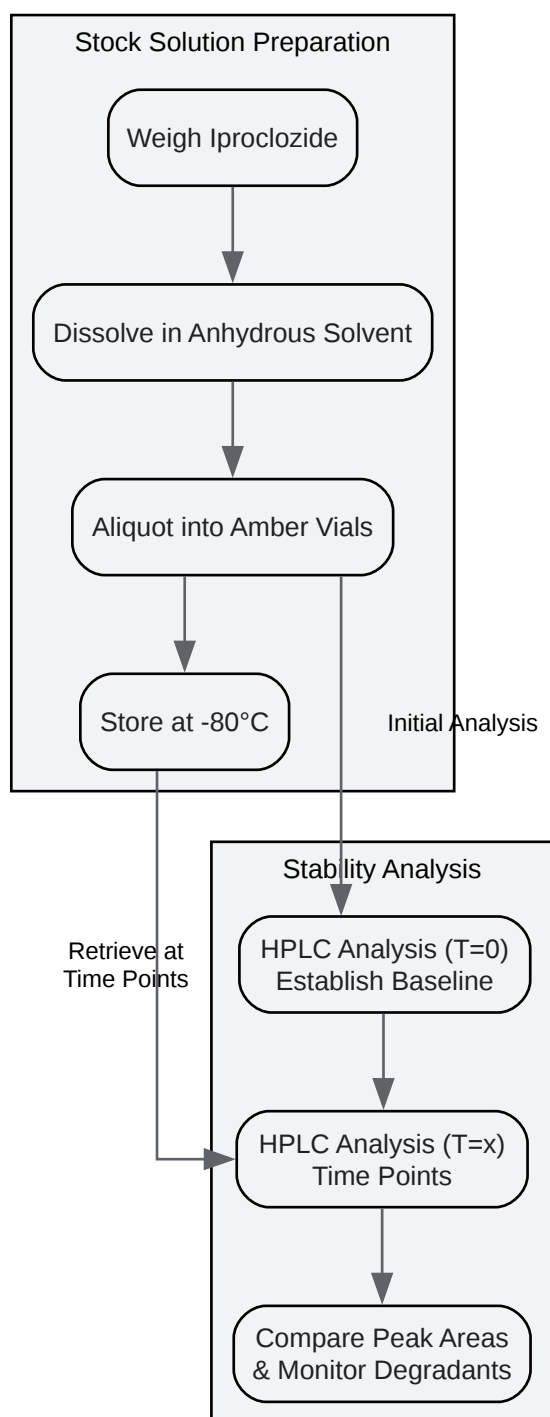 Stock Solution Preparation
Weigh Iproclozide
Dissolve in Anhydrous Solvent
Aliquot into Amber Vials
Store at -80°C
Initial Analysis
Stability Analysis
Retrieve at
Time Points
HPLC Analysis (T=0)
Establish Baseline
HPLC Analysis (T=x)
Time Points
Compare Peak Areas
& Monitor Degradants